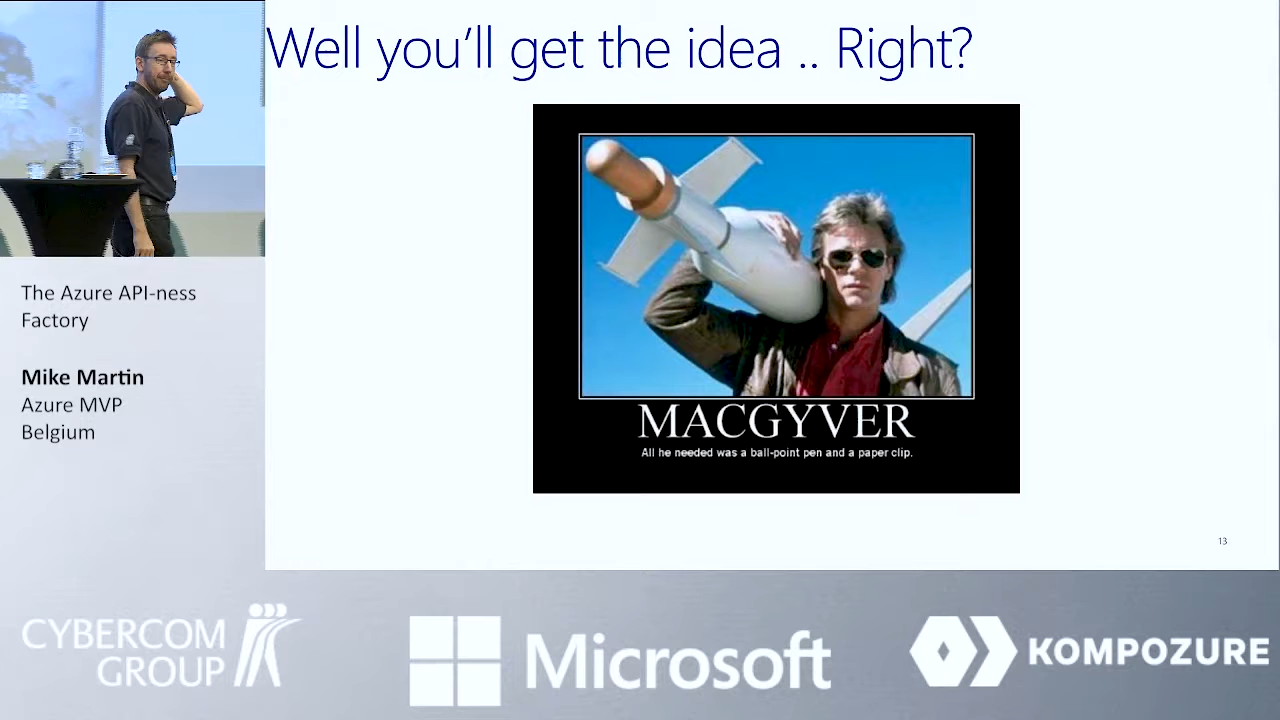 Well you'll get the idea .. Right?
MACGYVER
All he needed was a ball-point pen and a paper clip.
13
The Azure API-ness
Factory
Mike Martin
Azure MVP
Belgium
CYBERCOM
GROUP
Microsoft
KOMPOZURE